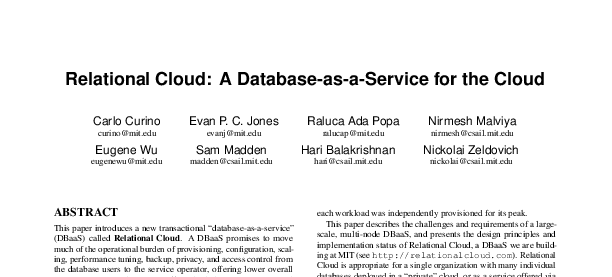 Relational Cloud: A Database-as-a-Service for the Cloud
Carlo Curino Evan P. C. Jones Raluca Ada Popa Nirmesh Malviya
curino@mit.edu evanj@mit.edu ralucap@mit.edu nirmesh@csail.mit.edu
Eugene Wu Sam Madden Hari Balakrishnan Nickolai Zeldovich
eugenewu@mit.edu madden@csail.mit.edu hari@csail.mit.edu nickolai@csail.mit.edu
ABSTRACT
This paper introduces a new transactional “database-as-a-service”
(DBaaS) called Relational Cloud. A DBaaS promises to move
much of the operational burden of provisioning, configuration, scal-
ing, performance tuning, backup, privacy, and access control from
the database users to the service operator, offering lower overall
each workload was independently provisioned for its peak.
This paper describes the challenges and requirements of a large-
scale, multi-node DBaaS, and presents the design principles and
implementation status of Relational Cloud, a DBaaS we are build-
ing at MIT (see http://relationalcloud.com). Relational
Cloud is appropriate for a single organization with many individual
databases deployed in a “private” cloud, or as a service offered via